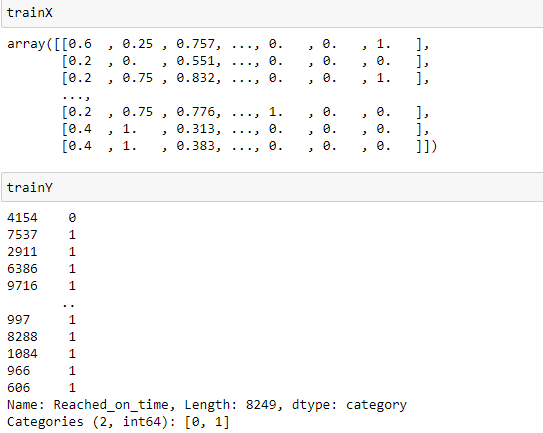 trainX
array([[0.6  , 0.25 , 0.757, ..., 0.   , 0.   , 1.   ],
       [0.2  , 0.   , 0.551, ..., 0.   , 0.   , 0.   ],
       [0.2  , 0.75 , 0.832, ..., 0.   , 0.   , 1.   ],
       ...,
       [0.2  , 0.75 , 0.776, ..., 1.   , 0.   , 0.   ],
       [0.4  , 1.   , 0.313, ..., 0.   , 0.   , 0.   ],
       [0.4  , 1.   , 0.383, ..., 0.   , 0.   , 0.   ]])
trainY
4154    0
7537    1
2911    1
6386    1
9716    1
       ..
997     1
8288    1
1084    1
966     1
606     1
Name: Reached_on_time, Length: 8249, dtype: category
Categories (2, int64): [0, 1]